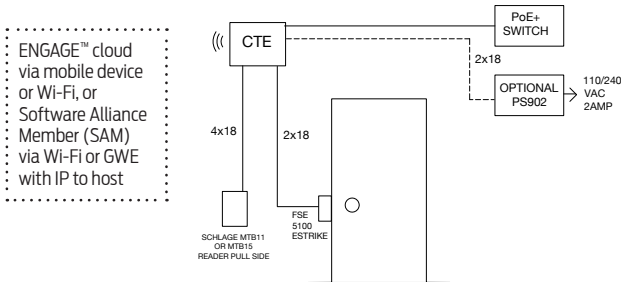 ENGAGE™ cloud
via mobile device
or Wi-Fi, or
Software Alliance
Member (SAM)
via Wi-Fi or GWE
with IP to host
CTE
PoE+
SWITCH
2x18
OPTIONAL
PS902
110/240
VAC
2AMP
4x18
2x18
SCHLAGE MTB11
OR MTB15
READER PULL SIDE
FSE
5100
ESTRIKE